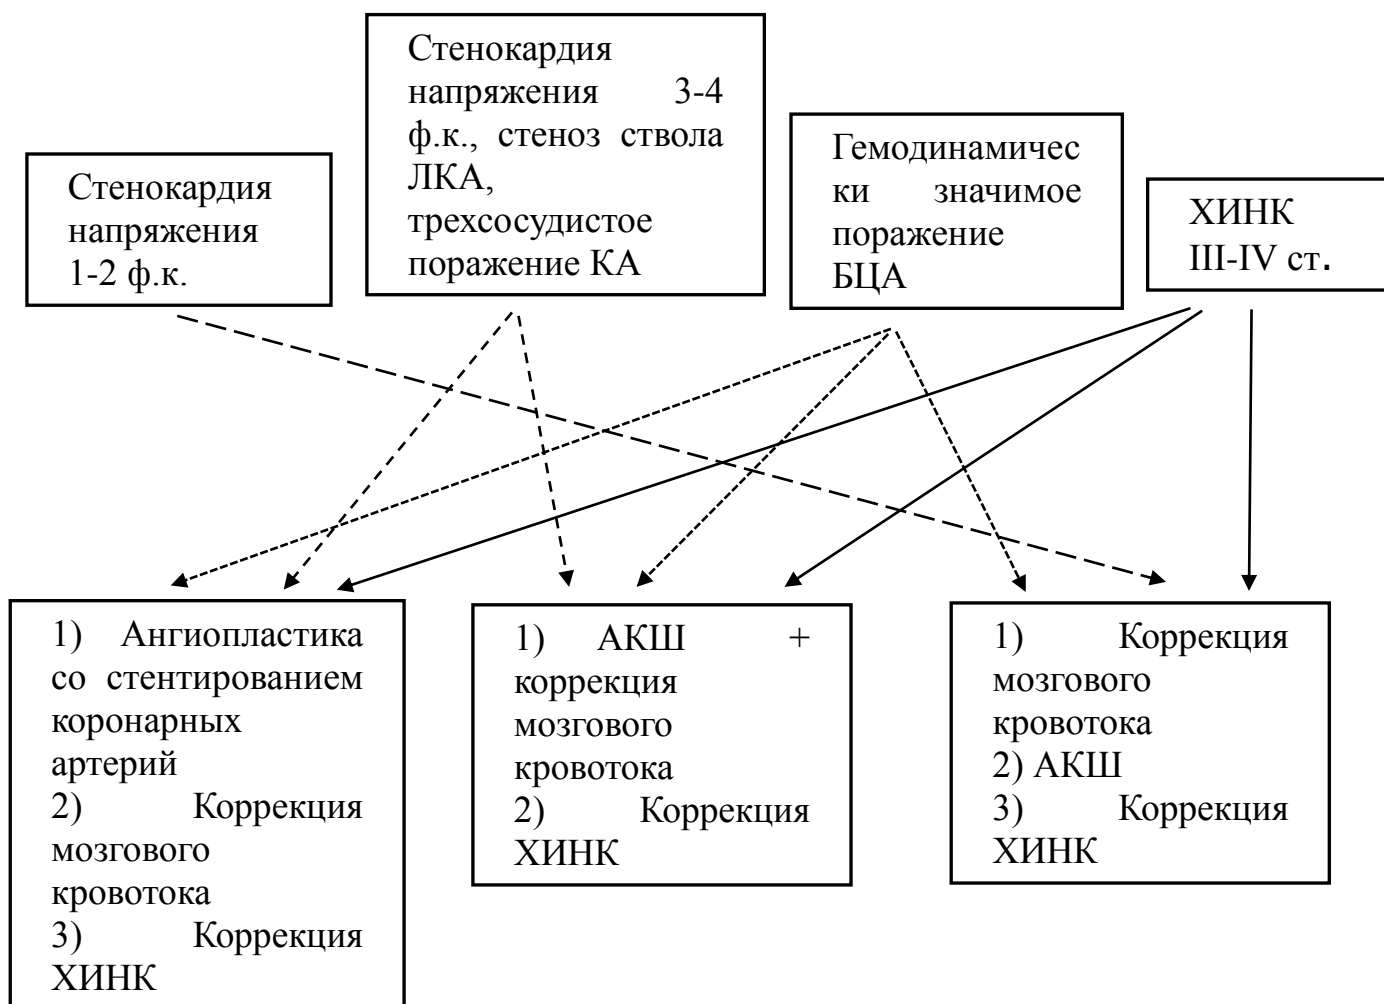 Стенокардия
напряжения
1-2 ф.к.
Стенокардия
напряжения 3-4
ф.к., стеноз ствола
ЛКА,
трехсосудистое
поражение КА
Гемодинамичес
ки значимое
поражение
БЦА
ХИНК
III-IV ст.
1) Ангиопластика
со стентированием
коронарных
артерий
2) Коррекция
мозгового
кровотока
3) Коррекция
ХИНК
1) АКШ +
коррекция
мозгового
кровотока
2) Коррекция
ХИНК
1) Коррекция
мозгового
кровотока
2) АКШ
3) Коррекция
ХИНК